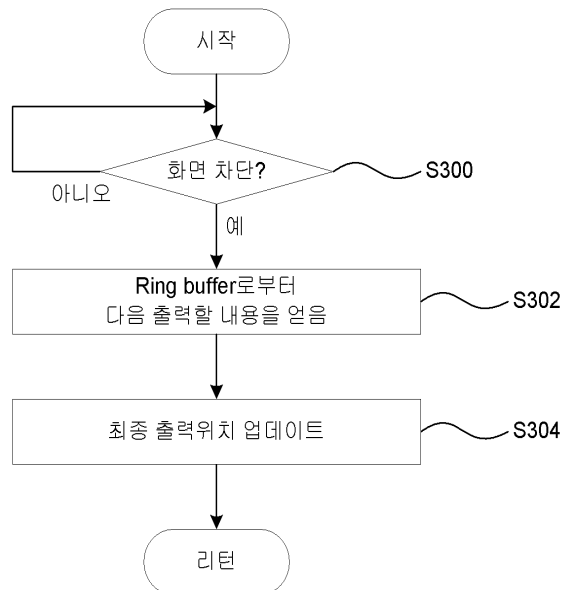 시작
화면 차단?
S300
아니오
예
Ring buffer로부터
다음 출력할 내용을 얻음
S302
최종 출력위치 업데이트
S304
리턴